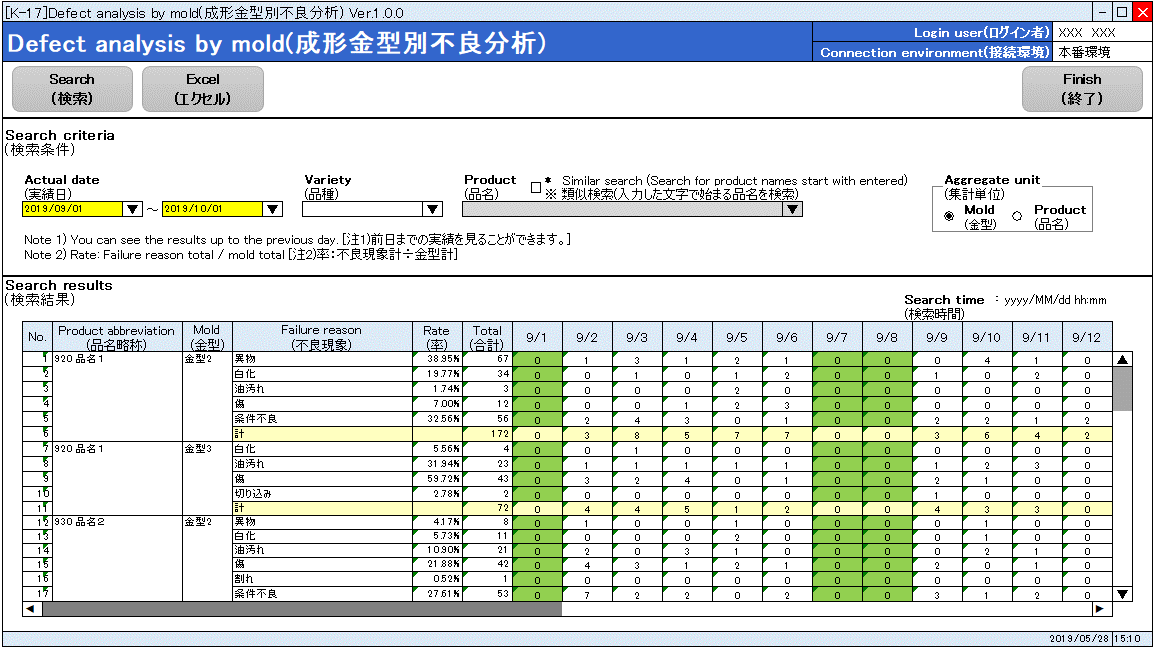 [K-17]Defect analysis by mold(成形金型別不良分析) Ver.1.0.0
Defect analysis by mold(成形金型別不良分析)
Login user(ログイン者) XXX XXX
Connection environment(接続環境) 本番環境
Search Excel Finish
(検索) (エクセル) (終了)
Search criteria
(検索条件)
Actual date Variety Product * Similar search (Search for product names start with entered) Aggregate unit
(実績日) (品種) (品名) ※ 類似検索(入力した文字で始まる品名を検索) (集計単位)
2019/09/01 ～ 2019/10/01 Mold Product
(金型) (品名)
Note 1) You can see the results up to the previous day. [注1)前日までの実績を見ることができます。]
Note 2) Rate: Failure reason total / mold total [注2)率：不良現象計÷金型計]
Search results
(検索結果)
Search time : yyyy/MM/dd hh:mm
(検索時間)
No. Product abbreviation Mold Failure reason Rate Total 9/1 9/2 9/3 9/4 9/5 9/6 9/7 9/8 9/9 9/10 9/11 9/12
(品名略称) (金型) (不良現象) (率) (合計)
1 920 品名1 金型2 異物 38.95% 67 0 1 3 1 2 1 0 0 0 4 1 0
2 白化 19.77% 34 0 0 1 0 1 2 0 0 1 0 2 0
3 油汚れ 1.74% 3 0 0 0 0 2 0 0 0 0 0 0 0
4 傷 7.00% 12 0 0 0 1 2 3 0 0 0 0 0 0
5 条件不良 32.56% 56 0 2 4 3 0 1 0 0 2 2 1 2
6 計 172 0 3 8 5 7 7 0 0 3 6 4 2
7 920 品名1 金型3 白化 5.56% 4 0 0 1 0 0 0 0 0 0 0 0 0
8 油汚れ 31.94% 23 0 1 1 1 1 1 0 0 1 2 3 0
9 傷 59.72% 43 0 3 2 4 0 1 0 0 2 1 0 0
10 切り込み 2.78% 2 0 0 0 0 0 0 0 0 1 0 0 0
11 計 72 0 4 4 5 1 2 0 0 4 3 3 0
12 930 品名2 金型2 異物 4.17% 8 0 1 0 0 1 0 0 0 0 1 0 0
13 白化 5.73% 11 0 0 0 0 2 0 0 0 0 1 0 0
14 油汚れ 10.90% 21 0 2 0 3 1 0 0 0 0 2 1 0
15 傷 21.88% 42 0 4 3 1 2 1 0 0 2 0 1 0
16 割れ 0.52% 1 0 0 0 0 0 0 0 0 0 0 0 0
17 条件不良 27.61% 53 0 7 2 2 0 2 0 0 3 1 2 0
2019/05/28 15:10